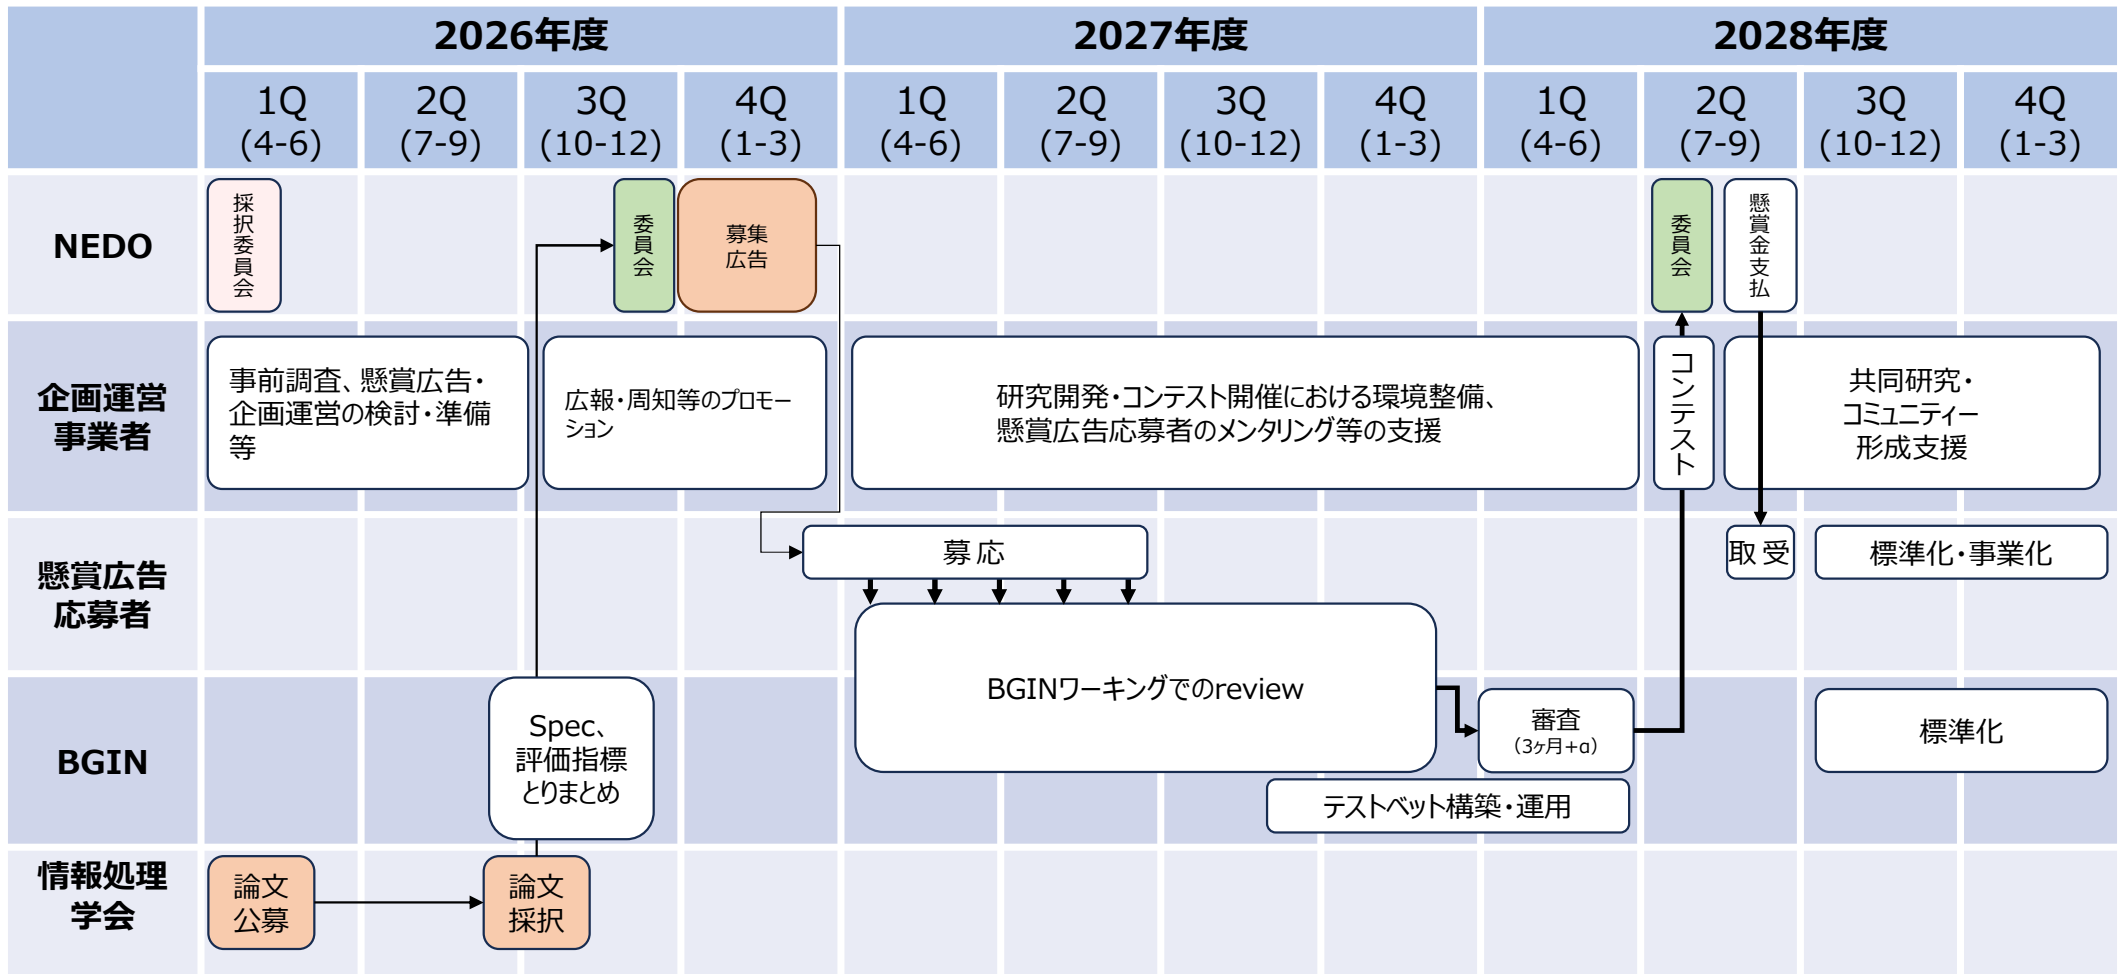 2026年度
2027年度
2028年度
1Q
(4-6)
2Q
(7-9)
3Q
(10-12)
4Q
(1-3)
1Q
(4-6)
2Q
(7-9)
3Q
(10-12)
4Q
(1-3)
1Q
(4-6)
2Q
(7-9)
3Q
(10-12)
4Q
(1-3)
NEDO
採択委員会
委員会
募集
広告
委員会
懸賞金支払
企画運営
事業者
事前調査、懸賞広告・
企画運営の検討・準備
等
広報・周知等のプロモー
ション
研究開発・コンテスト開催における環境整備、
懸賞広告応募者のメンタリング等の支援
コンテスト
共同研究・
コミュニティー
形成支援
懸賞広告
応募者
募応
取受
標準化・事業化
BGIN
Spec、
評価指標
とりまとめ
BGINワーキングでのreview
審査
(3ヶ月+α)
標準化
テストベット構築・運用
情報処理
学会
論文
公募
論文
採択